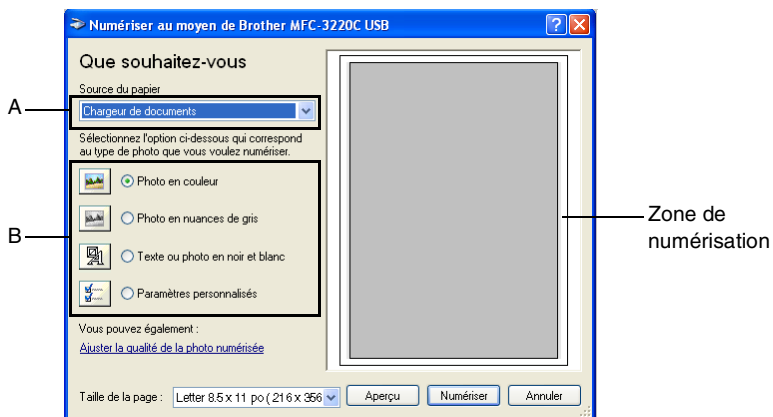 Numériser au moyen de Brother MFC-3220C USB
Que souhaitez-vous
Source du papier
A
Chargeur de documents
Sélectionnez l'option ci-dessous qui correspond
au type de photo que vous voulez numériser.
Photo en couleur
Photo en nuances de gris
B
Texte ou photo en noir et blanc
Paramètres personnalisés
Zone de
numérisation
Vous pouvez également :
Ajuster la qualité de la photo numérisée
Taille de la page :
Letter 8.5 x 11 po ( 216 x 356
Aperçu
Numériser
Annuler